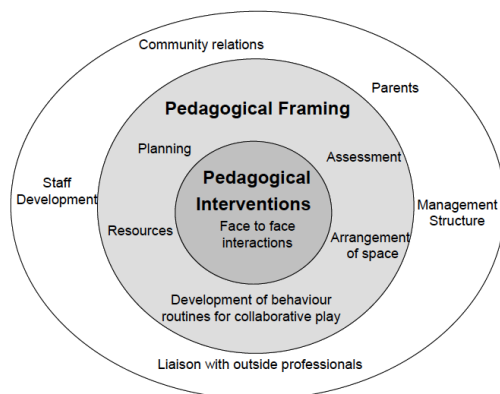 Community relations
Parents
Pedagogical Framing
Planning
Assessment
Staff
Development
Pedagogical
Interventions
Face to face
interactions
Management
Structure
Resources
Arrangement
of space
Development of behaviour
routines for collaborative play
Liaison with outside professionals